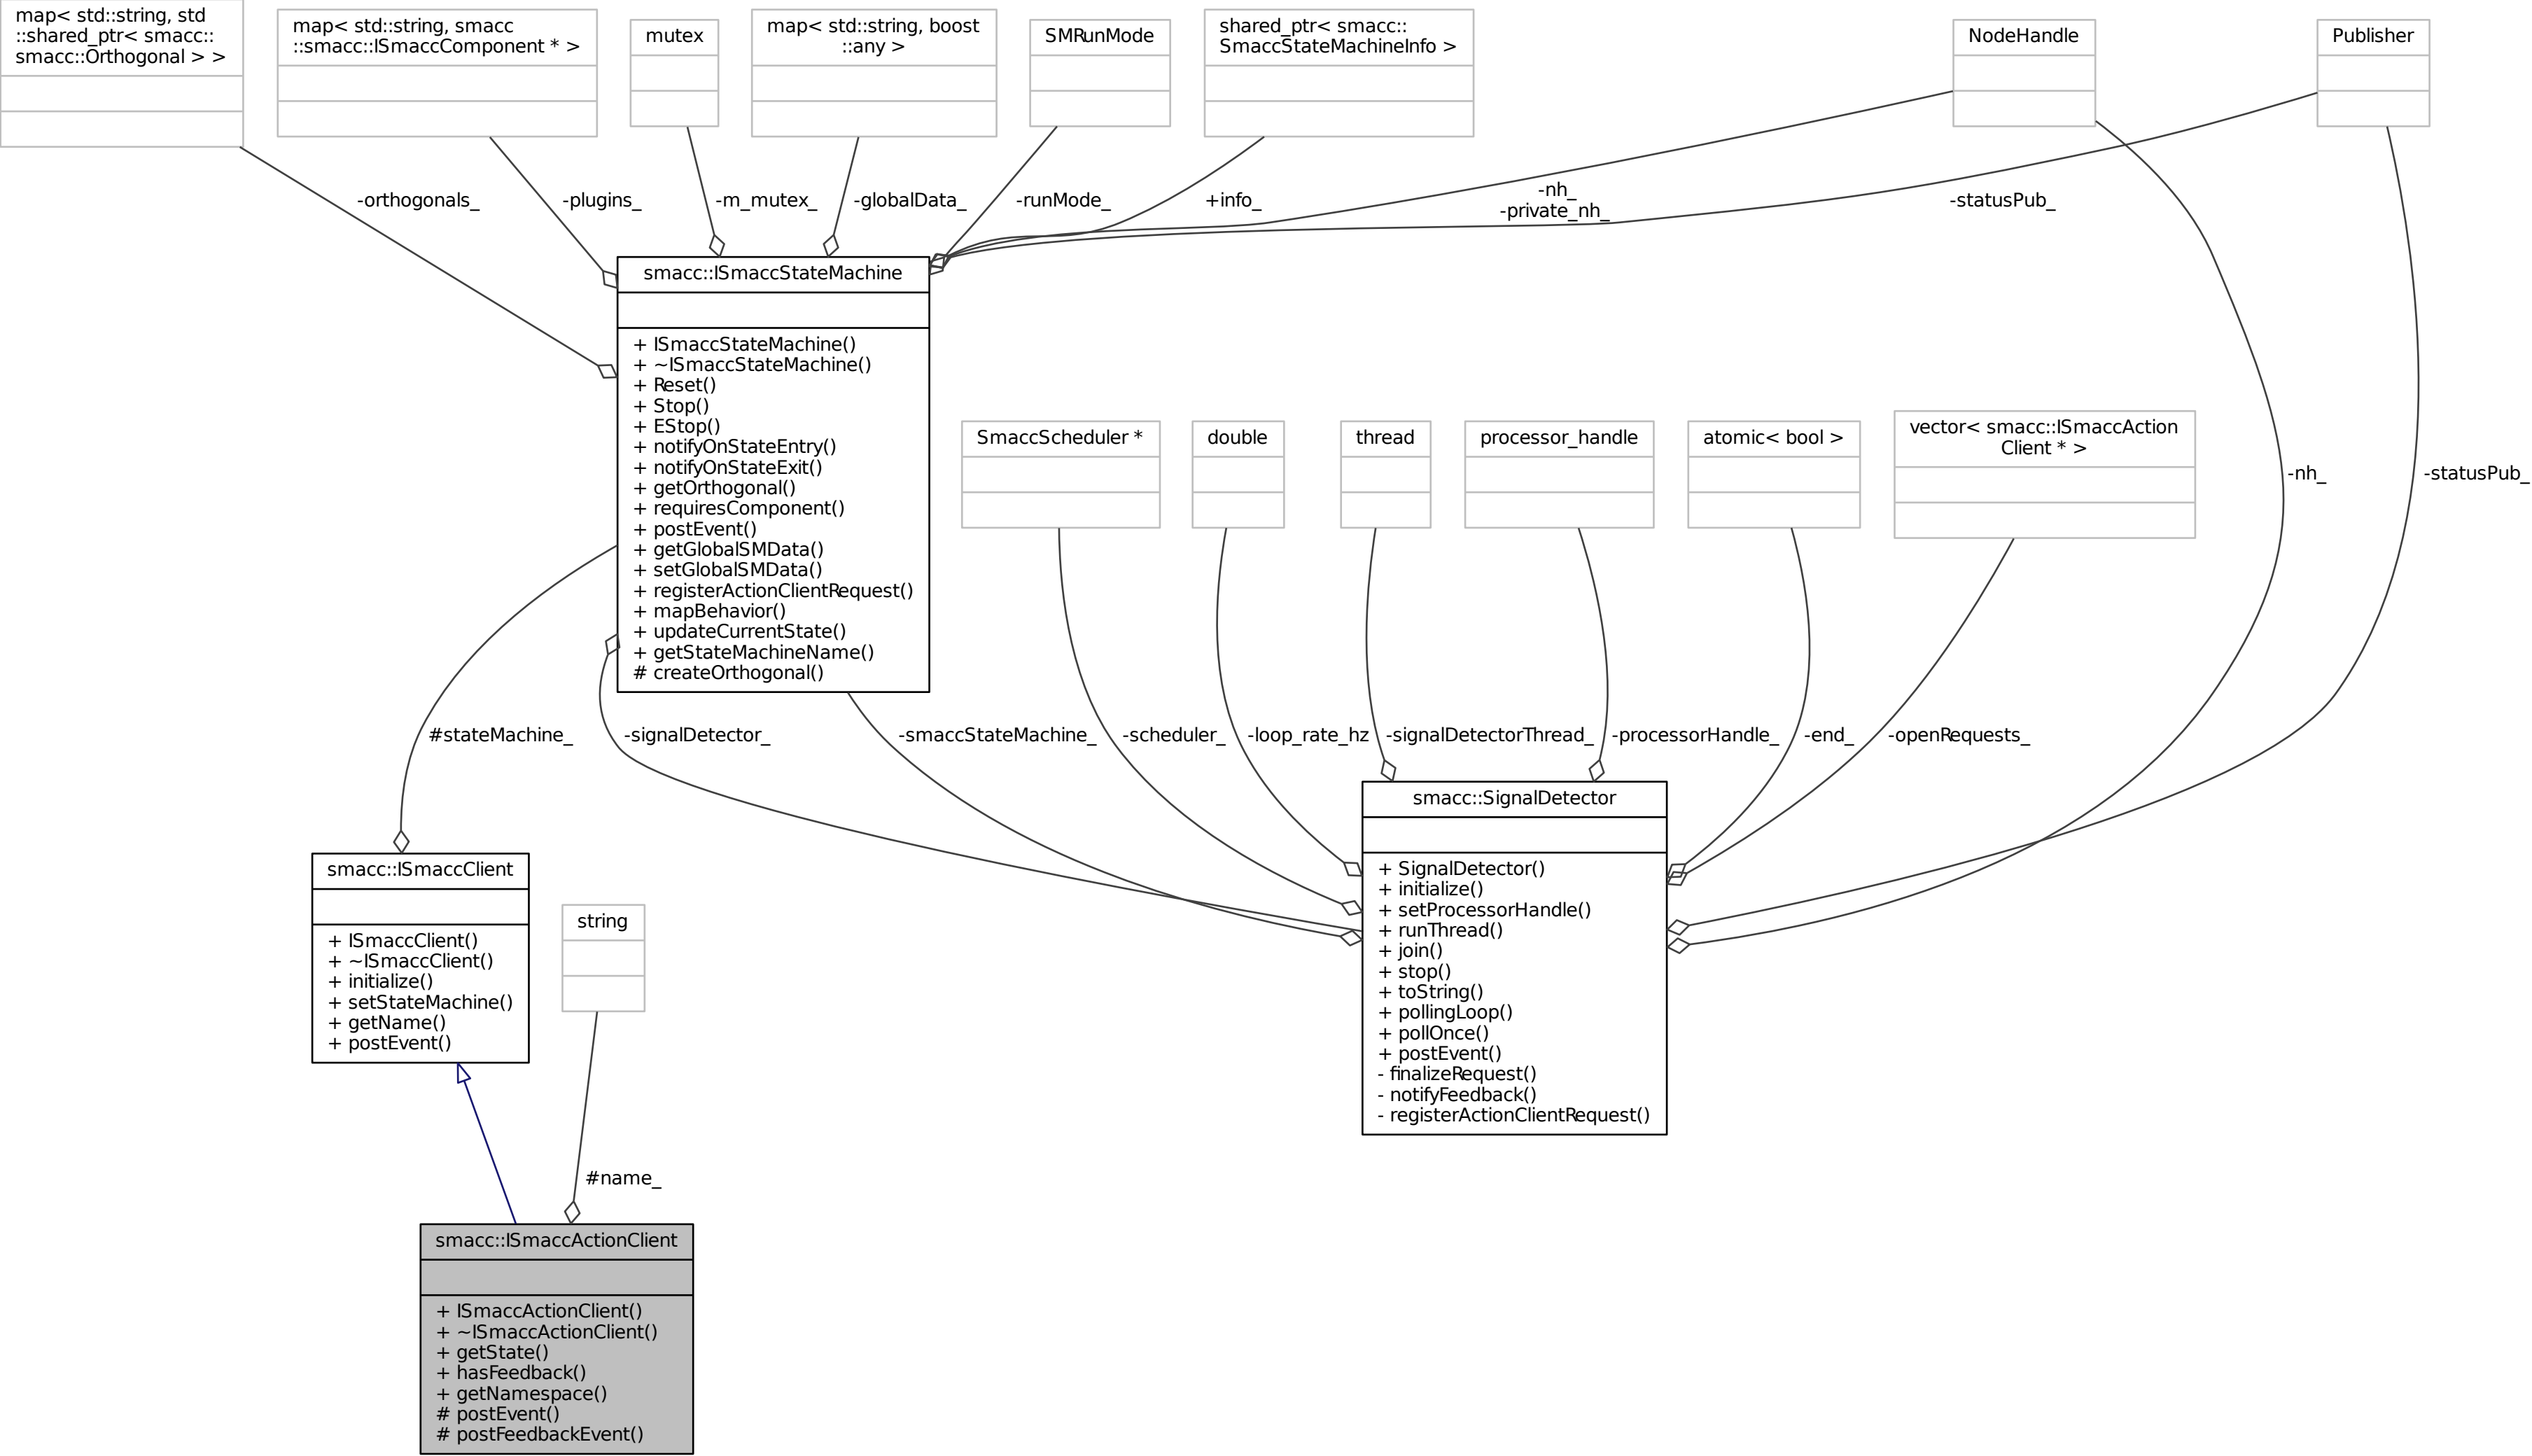 map< std::string, std
::shared_ptr< smacc::
smacc::Orthogonal > >
map< std::string, smacc
::smacc::ISmaccComponent * >
mutex
map< std::string, boost
::any >
SMRunMode
shared_ptr< smacc::
SmaccStateMachineInfo >
NodeHandle
Publisher
-orthogonals_
-plugins_
-m_mutex_
-globalData_
-runMode_
+info_
-nh_
-private_nh_
-statusPub_
smacc::ISmaccStateMachine
+ ISmaccStateMachine()
+ ~ISmaccStateMachine()
+ Reset()
+ Stop()
+ EStop()
+ notifyOnStateEntry()
+ notifyOnStateExit()
+ getOrthogonal()
+ requiresComponent()
+ postEvent()
+ getGlobalSMData()
+ setGlobalSMData()
+ registerActionClientRequest()
+ mapBehavior()
+ updateCurrentState()
+ getStateMachineName()
# createOrthogonal()
SmaccScheduler *
double
thread
processor_handle
atomic< bool >
vector< smacc::ISmaccAction
Client * >
-nh_
-statusPub_
#stateMachine_
-signalDetector_
-smaccStateMachine_
-scheduler_
-loop_rate_hz
-signalDetectorThread_
-processorHandle_
-end_
-openRequests_
smacc::SignalDetector
+ SignalDetector()
+ initialize()
+ setProcessorHandle()
+ runThread()
+ join()
+ stop()
+ toString()
+ pollingLoop()
+ pollOnce()
+ postEvent()
- finalizeRequest()
- notifyFeedback()
- registerActionClientRequest()
smacc::ISmaccClient
+ ISmaccClient()
+ ~ISmaccClient()
+ initialize()
+ setStateMachine()
+ getName()
+ postEvent()
string
#name_
smacc::ISmaccActionClient
+ ISmaccActionClient()
+ ~ISmaccActionClient()
+ getState()
+ hasFeedback()
+ getNamespace()
# postEvent()
# postFeedbackEvent()